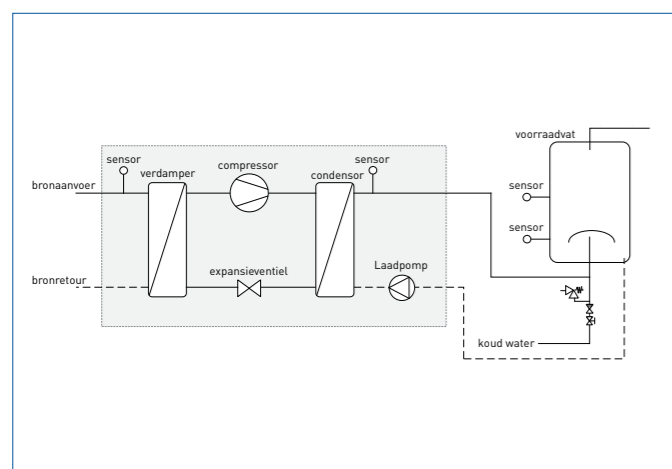 voorraadvat
sensor
compressor
sensor
verdamper
condensor
bronaanvoer
sensor
sensor
expansieventiel
Laadpomp
bronretour
koud water